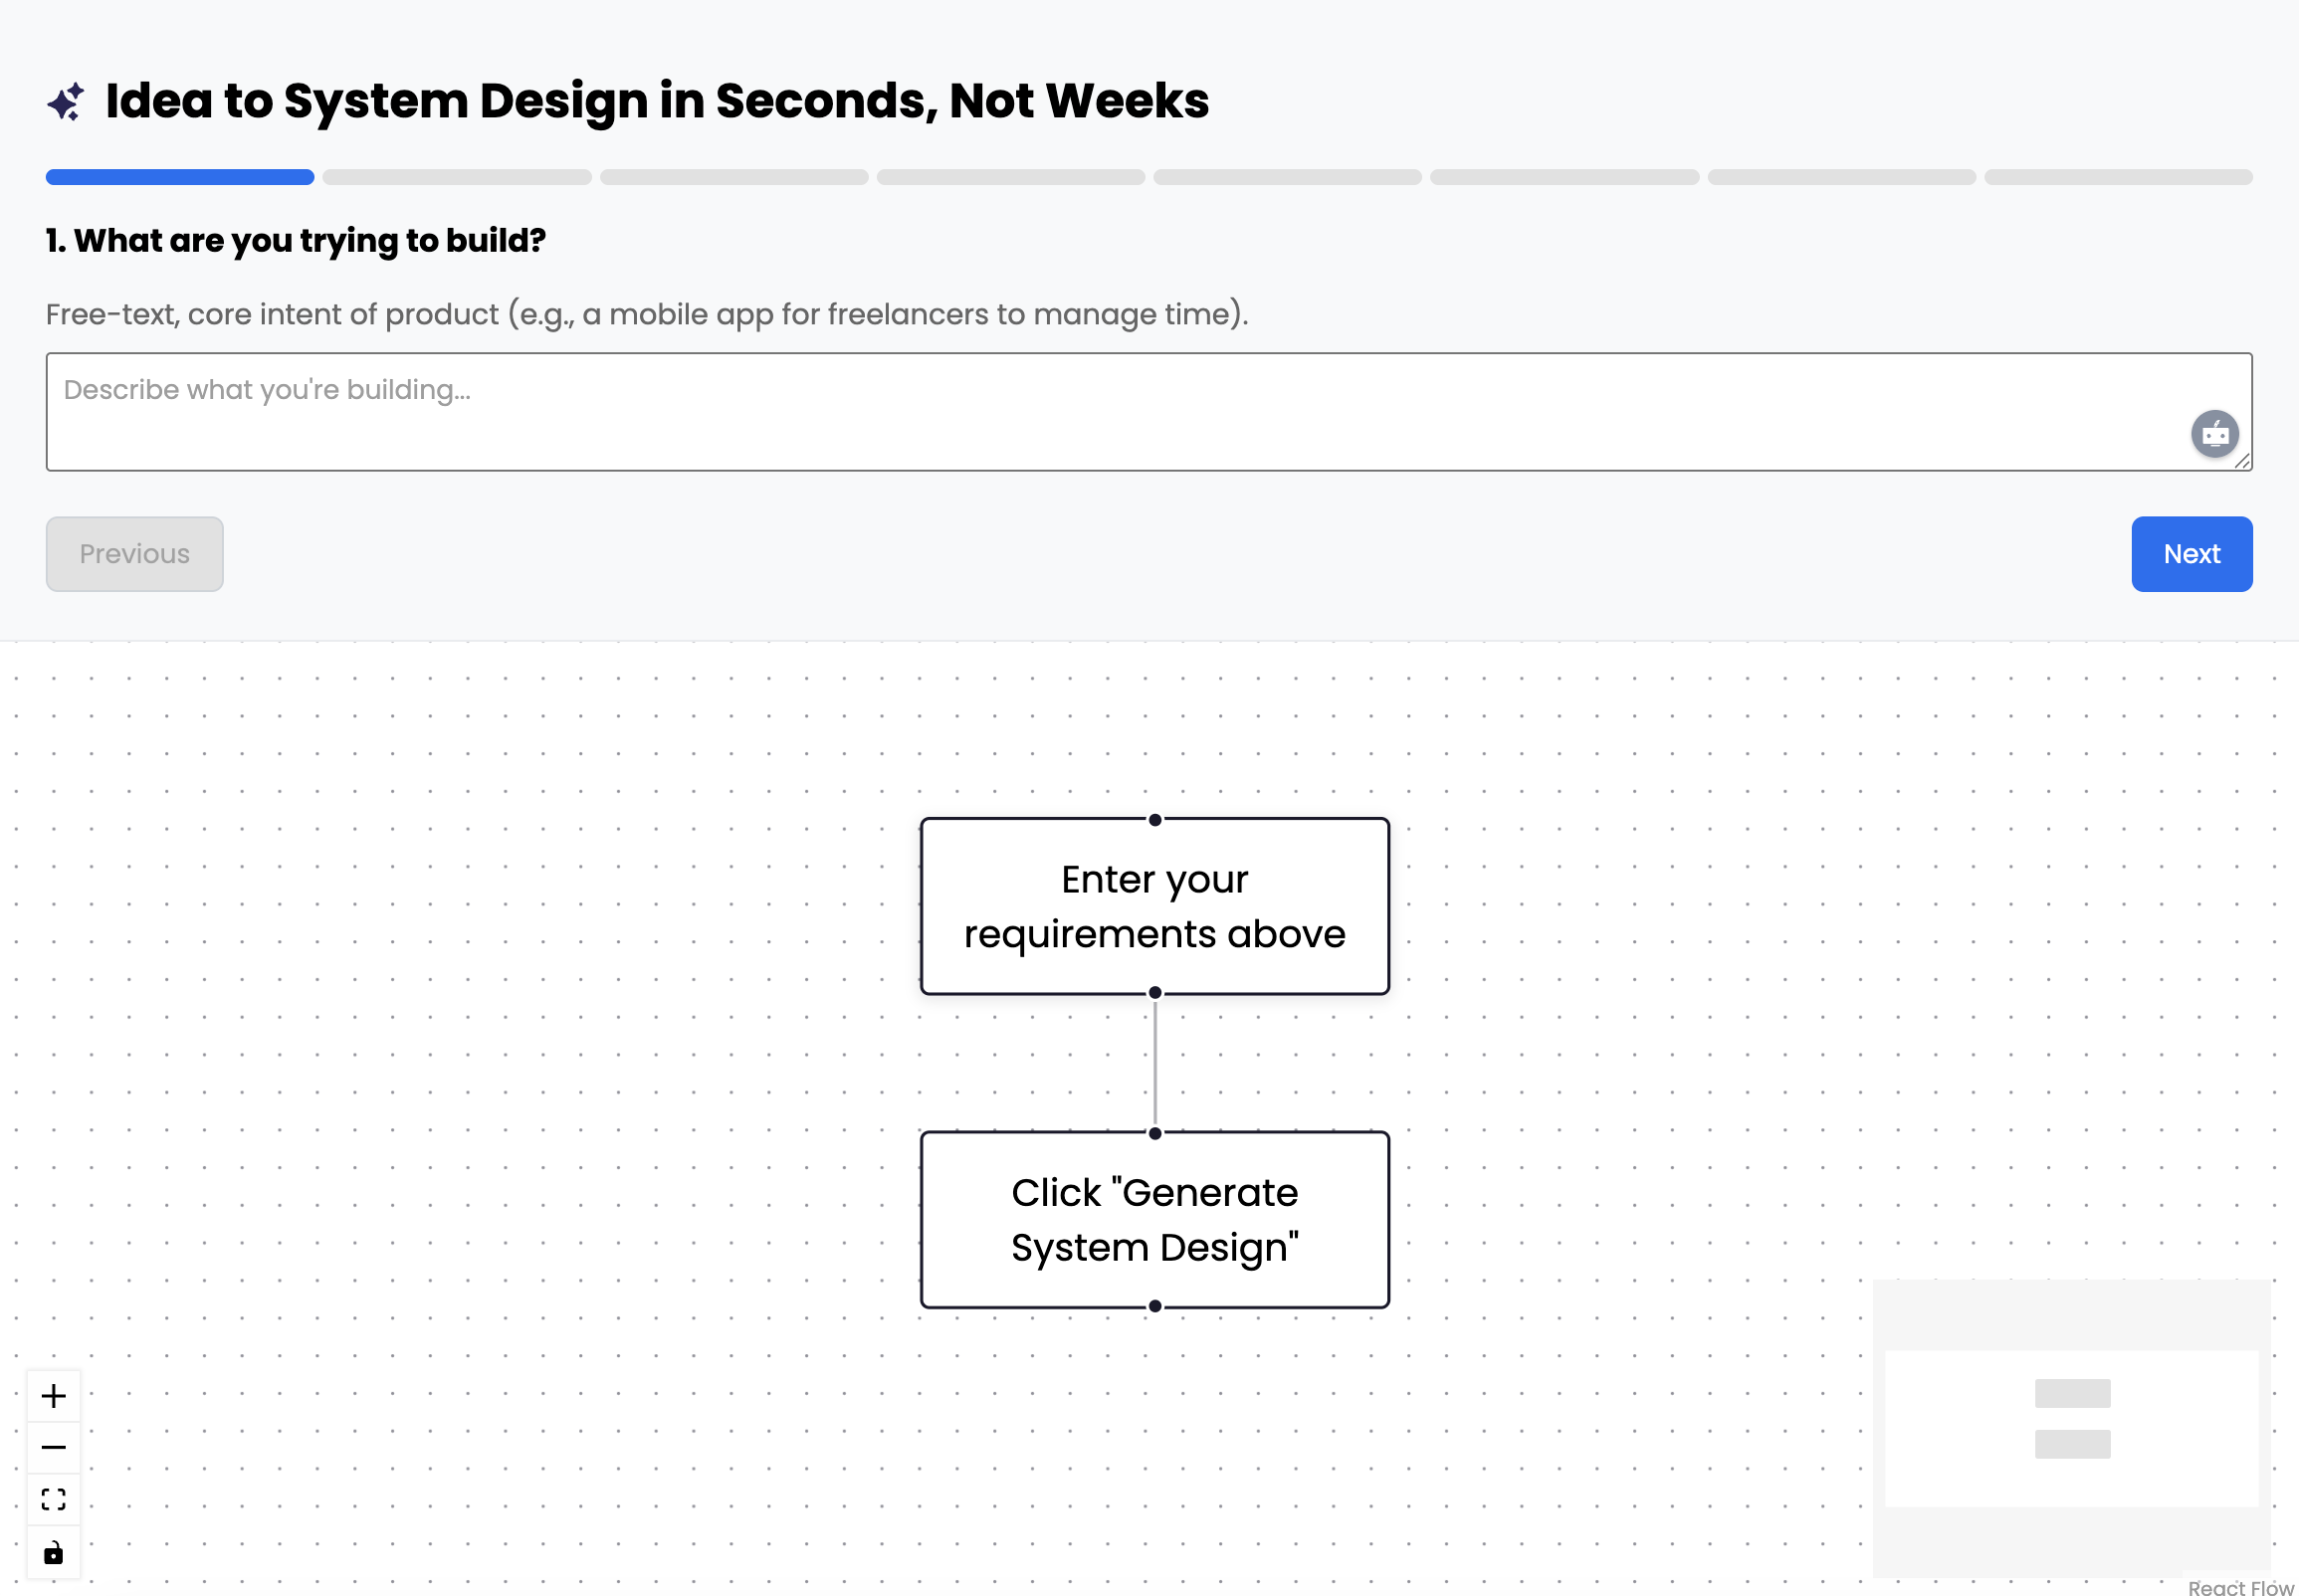 Idea to System Design in Seconds, Not Weeks
1. What are you trying to build?
Free-text, core intent of product (e.g., a mobile app for freelancers to manage time).
Describe what you're building...
Previous
Next
Enter your
requirements above
Click "Generate
System Design"
React Flow